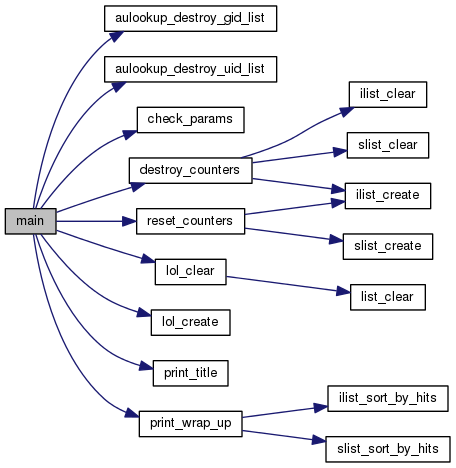 aulookup_destroy_gid_list
aulookup_destroy_uid_list
ilist_clear
check_params
slist_clear
destroy_counters
ilist_create
main
reset_counters
slist_create
lol_clear
list_clear
lol_create
print_title
ilist_sort_by_hits
print_wrap_up
slist_sort_by_hits